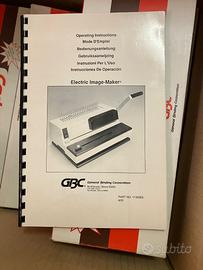 Operating Instructions
Mode D'Emploi
Bedienungsanleitung
Gebruiksaanwijzing
Instruzioni Per L'Uso
Instrucciones De Operación
Electric Image-Maker
GBC
General Binding Corporation
PART NO.
subito